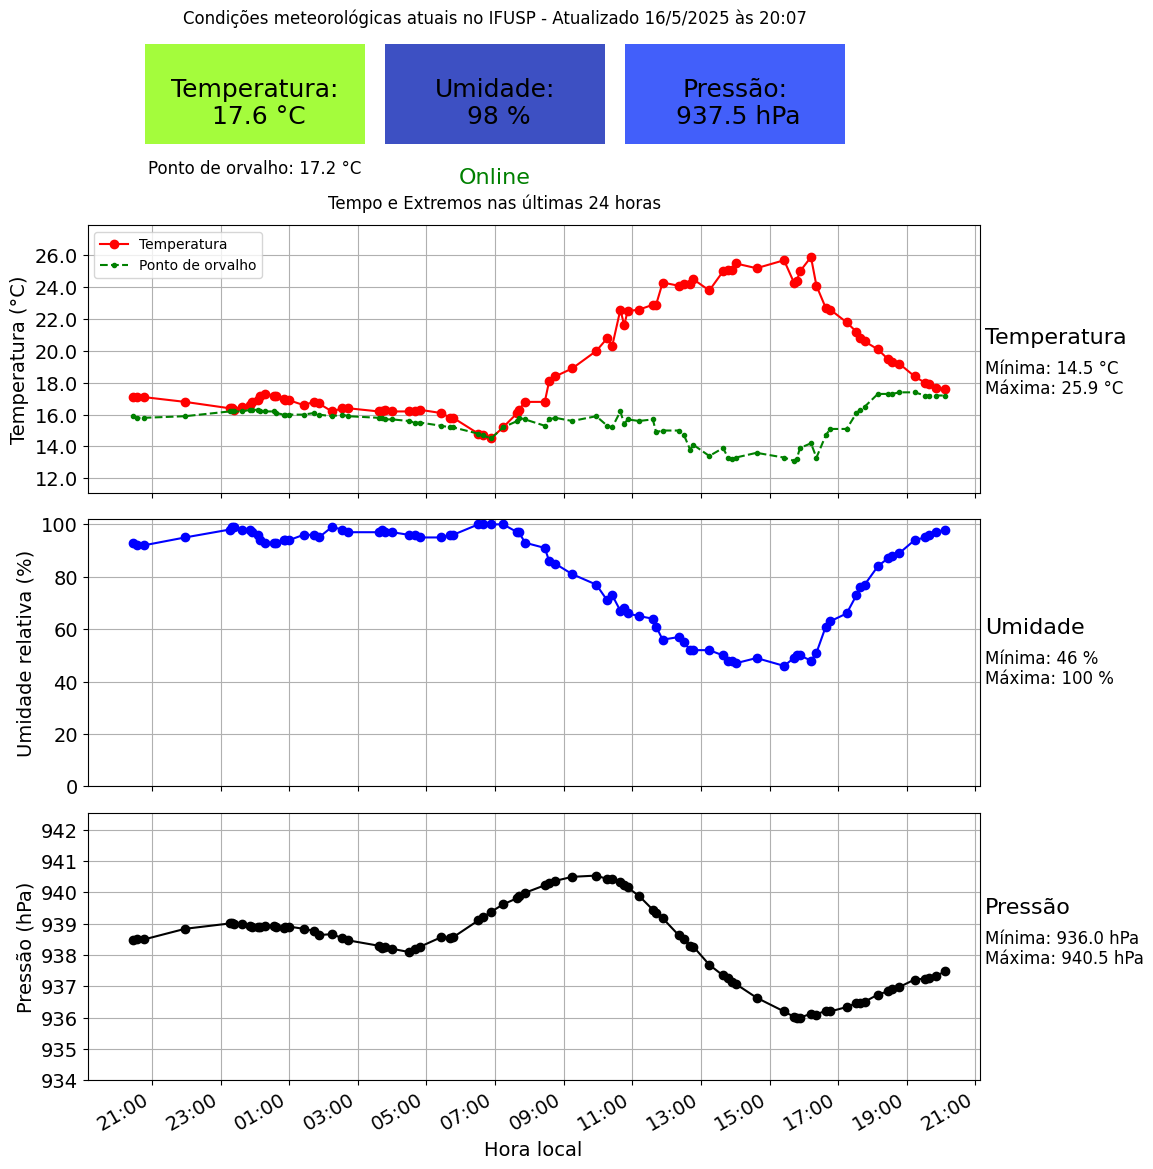 Condições meteorológicas atuais no IFUSP - Atualizado 16/5/2025 às 20:07
Temperatura:
17.6 °C
Umidade:
98 %
Pressão:
937.5 hPa
Ponto de orvalho: 17.2 °C
Online
Tempo e Extremos nas últimas 24 horas
Temperatura (°C)
26.0
24.0
22.0
20.0
18.0
16.0
14.0
12.0
Temperatura
Ponto de orvalho
Temperatura
Mínima: 14.5 °C
Máxima: 25.9 °C
Umidade relativa (%)
100
80
60
40
20
0
Umidade
Mínima: 46 %
Máxima: 100 %
Pressão (hPa)
942
941
940
939
938
937
936
935
934
Pressão
Mínima: 936.0 hPa
Máxima: 940.5 hPa
21:00 23:00 01:00 03:00 05:00 07:00 09:00 11:00 13:00 15:00 17:00 19:00 21:00
Hora local